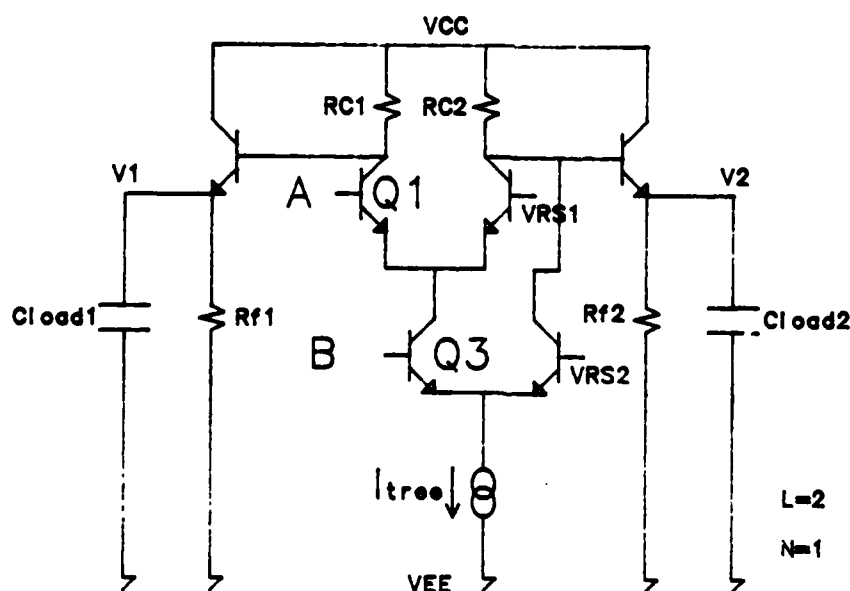 VCC
RC1
RC2
V1
A
Q1
VRS1
V2
Cload1
Rf1
B
Q3
VRS2
Rf2
Cload2
Itree
L=2
N=1
VEE